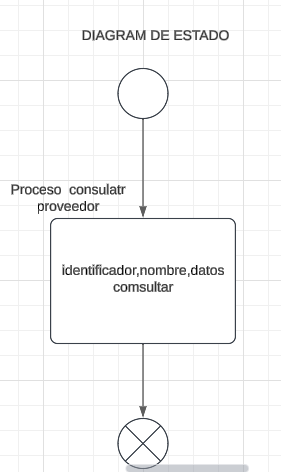 DIAGRAM DE ESTADO
Proceso consulatr
proveedor
identificador,nombre,datos
comsultar